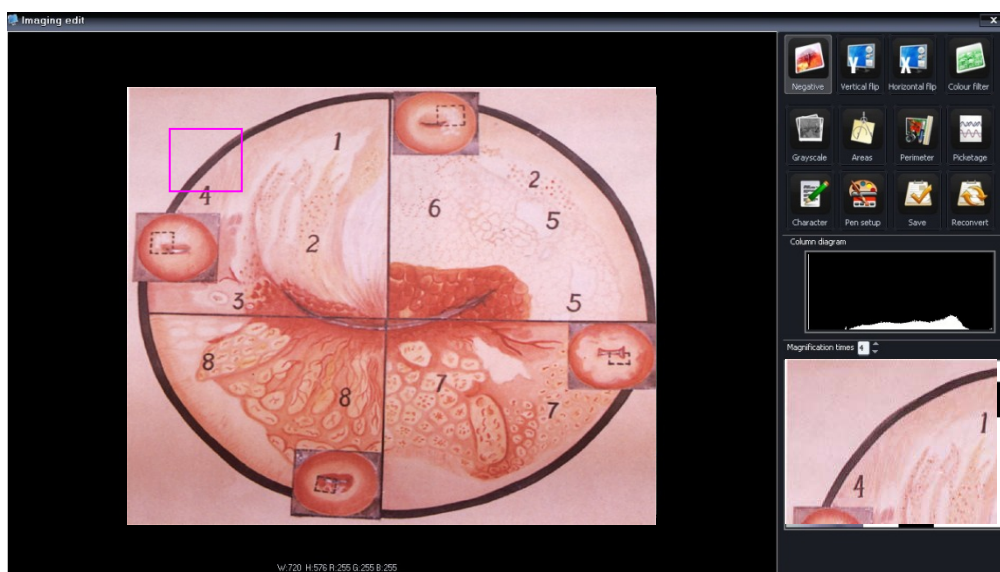 Imaging edit
Negative
Vertical flip
Horizontal flip
Colour filter
Grayscale
Areas
Perimeter
Picketage
Character
Pen setup
Save
Reconvert
Column diagram
Magnification times 4
1
2
4
6
5
2
3
5
8
7
8
7
1
4
W:720 H:576 R:255 G:255 B:255